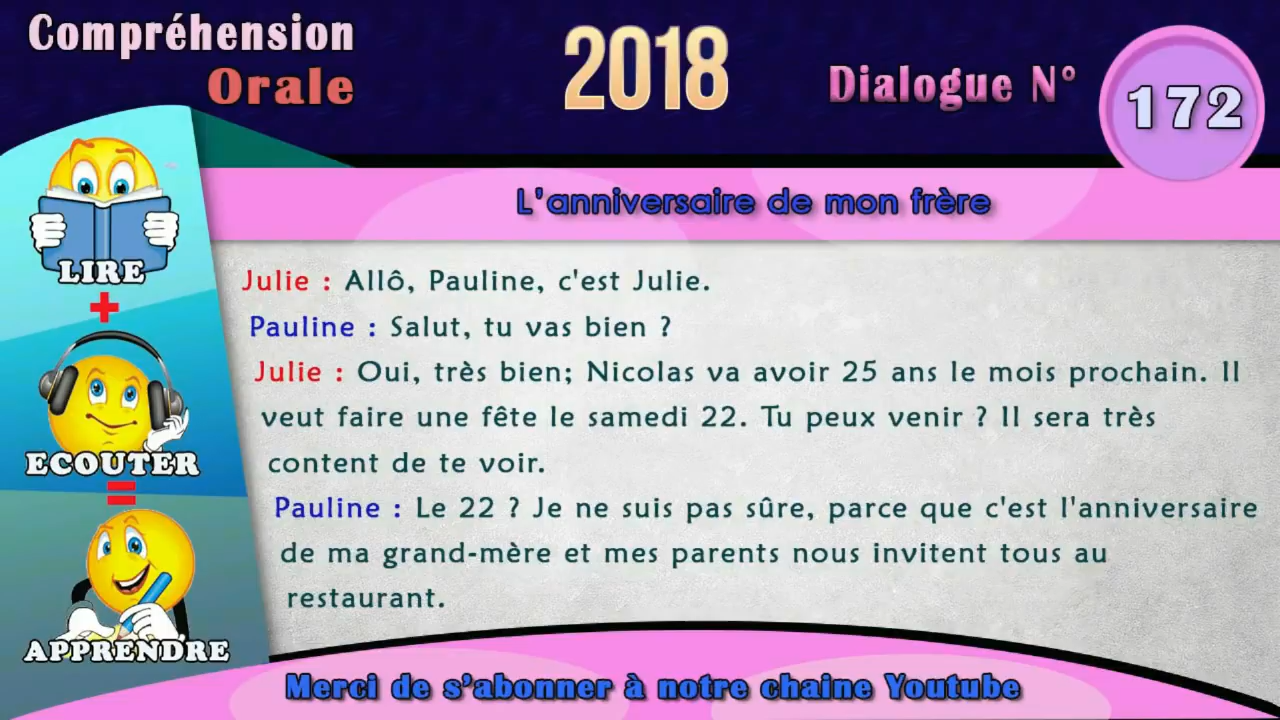 Compréhension
Orale
2018
Dialogue N°
172
L'anniversaire de mon frère
LIRE
+
ECOUTER
=
APPRENDRE
Julie : Allô, Pauline, c'est Julie.
Pauline : Salut, tu vas bien ?
Julie : Oui, très bien; Nicolas va avoir 25 ans le mois prochain. Il
veut faire une fête le samedi 22. Tu peux venir ? Il sera très
content de te voir.
Pauline : Le 22 ? Je ne suis pas sûre, parce que c'est l'anniversaire
de ma grand-mère et mes parents nous invitent tous au
restaurant.
Merci de s'abonner à notre chaine Youtube